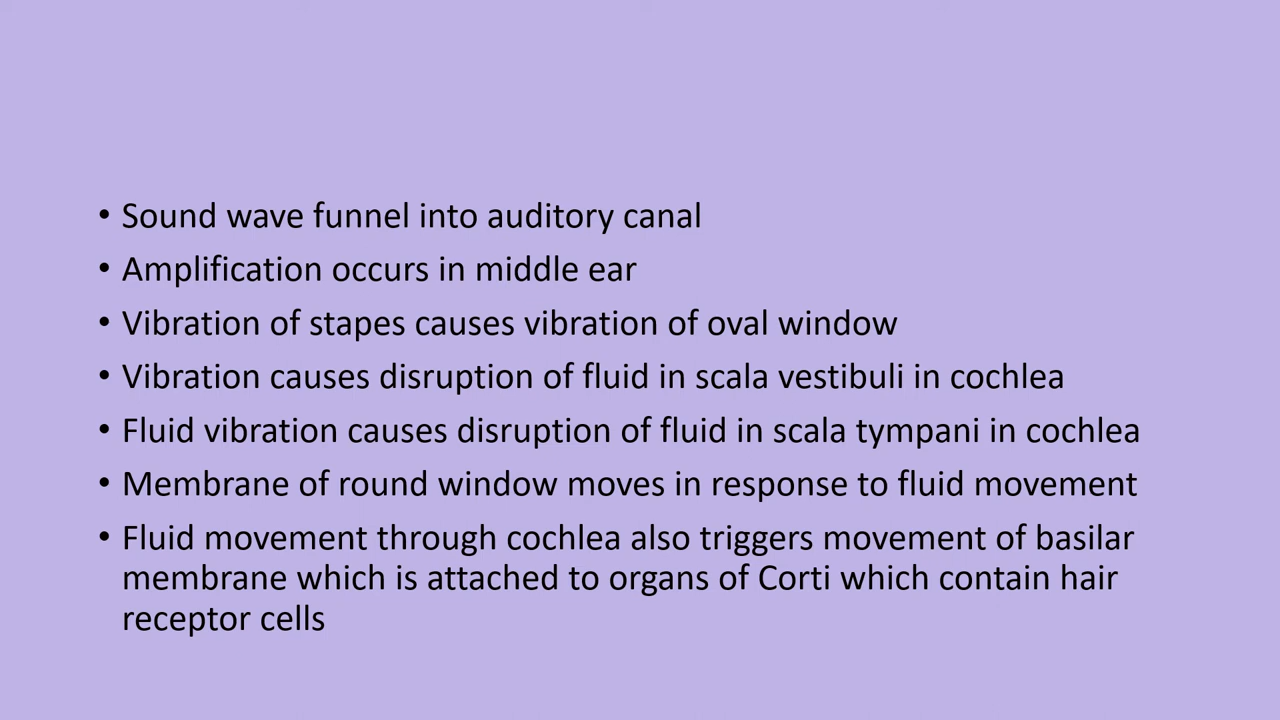 • Sound wave funnel into auditory canal
• Amplification occurs in middle ear
• Vibration of stapes causes vibration of oval window
• Vibration causes disruption of fluid in scala vestibuli in cochlea
• Fluid vibration causes disruption of fluid in scala tympani in cochlea
• Membrane of round window moves in response to fluid movement
• Fluid movement through cochlea also triggers movement of basilar
membrane which is attached to organs of Corti which contain hair
receptor cells